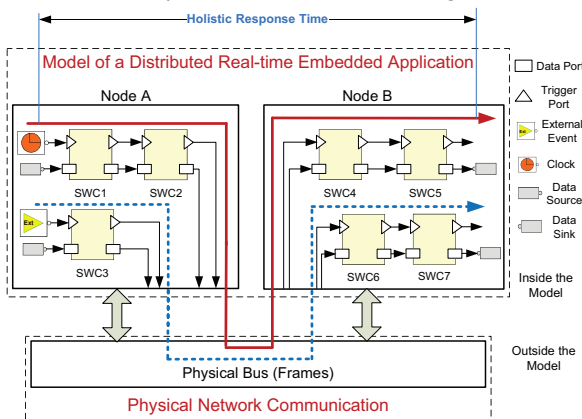 Holistic Response Time
Model of a Distributed Real-time Embedded Application
Node A
Node B
SWC1
SWC2
SWC4
SWC5
Ext
SWC3
SWC6
SWC7
Data Port
Trigger
Port
Ext
External
Event
Clock
Data
Source
Data
Sink
Inside the
Model
Outside the
Model
Physical Bus (Frames)
Physical Network Communication